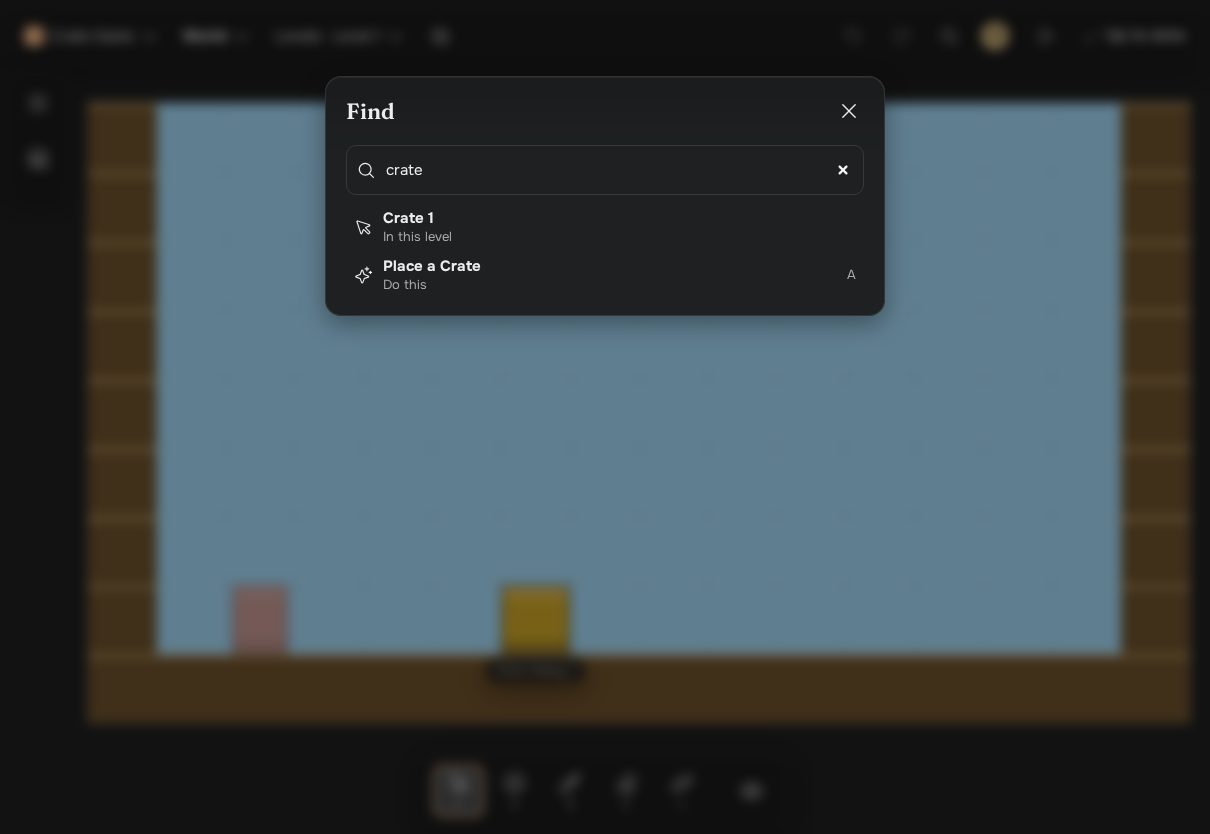 Find
crate
Crate 1
In this level
Place a Crate
Do this
A